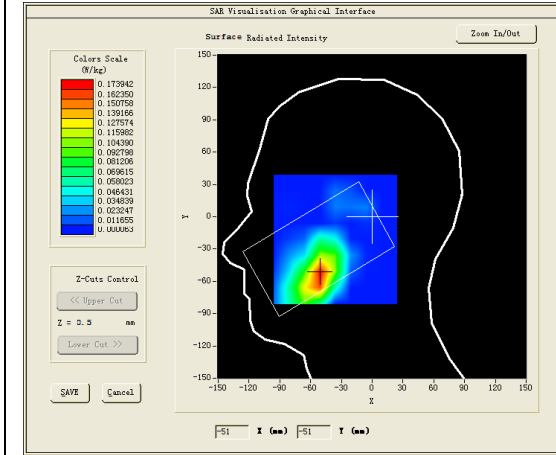 SAR Visualisation Graphical Interface
Surface Radiated Intensity
Zoom In/Out
Colors Scale
(W/kg)
0.173942
0.162350
0.150758
0.139166
0.127574
0.115982
0.104390
0.092798
0.081206
0.069615
0.058023
0.046431
0.034839
0.023247
0.011655
0.000063
150
120
90
60
30
0
-30
-60
-90
-120
-150
Y
-150 -120 -90 -60 -30 0 30 60 90 120 150
X
Z-Cuts Control
<< Upper Cut
Z = 0.5 mm
Lower Cut >>
SAVE Cancel
-51 X (mm) -51 Y (mm)